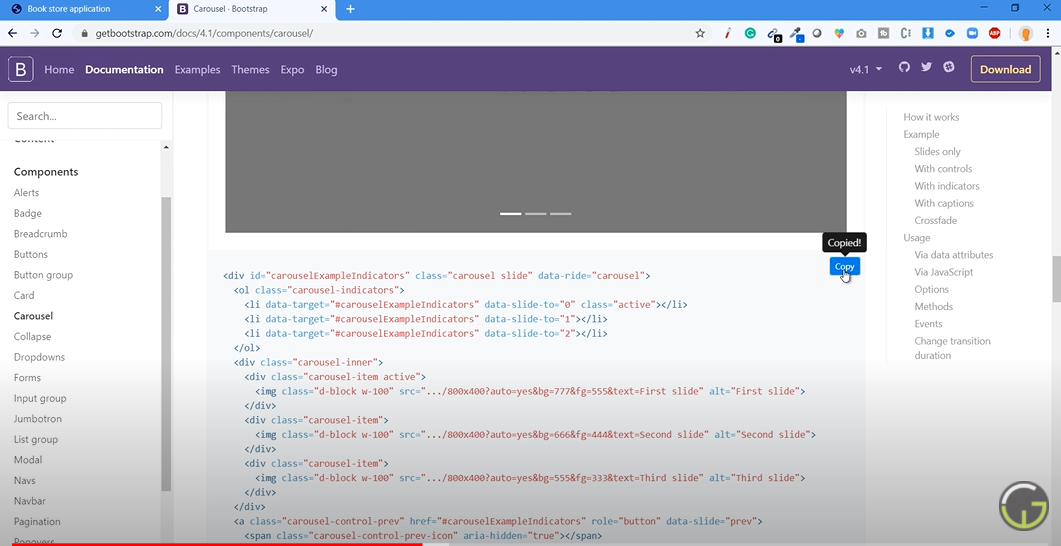 Book store application
Carousel · Bootstrap
getbootstrap.com/docs/4.1/components/carousel/
B
Home
Documentation
Examples
Themes
Expo
Blog
v4.1
Download
Search...
Content
Components
Alerts
Badge
Breadcrumb
Buttons
Button group
Card
Carousel
Collapse
Dropdowns
Forms
Input group
Jumbotron
List group
Modal
Navs
Navbar
Pagination
Popovers
Copied!
Copy
<div id="carouselExampleIndicators" class="carousel slide" data-ride="carousel">
<ol class="carousel-indicators">
<li data-target="#carouselExampleIndicators" data-slide-to="0" class="active"></li>
<li data-target="#carouselExampleIndicators" data-slide-to="1"></li>
<li data-target="#carouselExampleIndicators" data-slide-to="2"></li>
</ol>
<div class="carousel-inner">
<div class="carousel-item active">
<img class="d-block w-100" src=".../800x400?auto=yes&bg=777&fg=555&text=First slide" alt="First slide">
</div>
<div class="carousel-item">
<img class="d-block w-100" src=".../800x400?auto=yes&bg=666&fg=444&text=Second slide" alt="Second slide">
</div>
<div class="carousel-item">
<img class="d-block w-100" src=".../800x400?auto=yes&bg=555&fg=333&text=Third slide" alt="Third slide">
</div>
</div>
<a class="carousel-control-prev" href="#carouselExampleIndicators" role="button" data-slide="prev">
<span class="carousel-control-prev-icon" aria-hidden="true"></span>
How it works
Example
Slides only
With controls
With indicators
With captions
Crossfade
Usage
Via data attributes
Via JavaScript
Options
Methods
Events
Change transition
duration